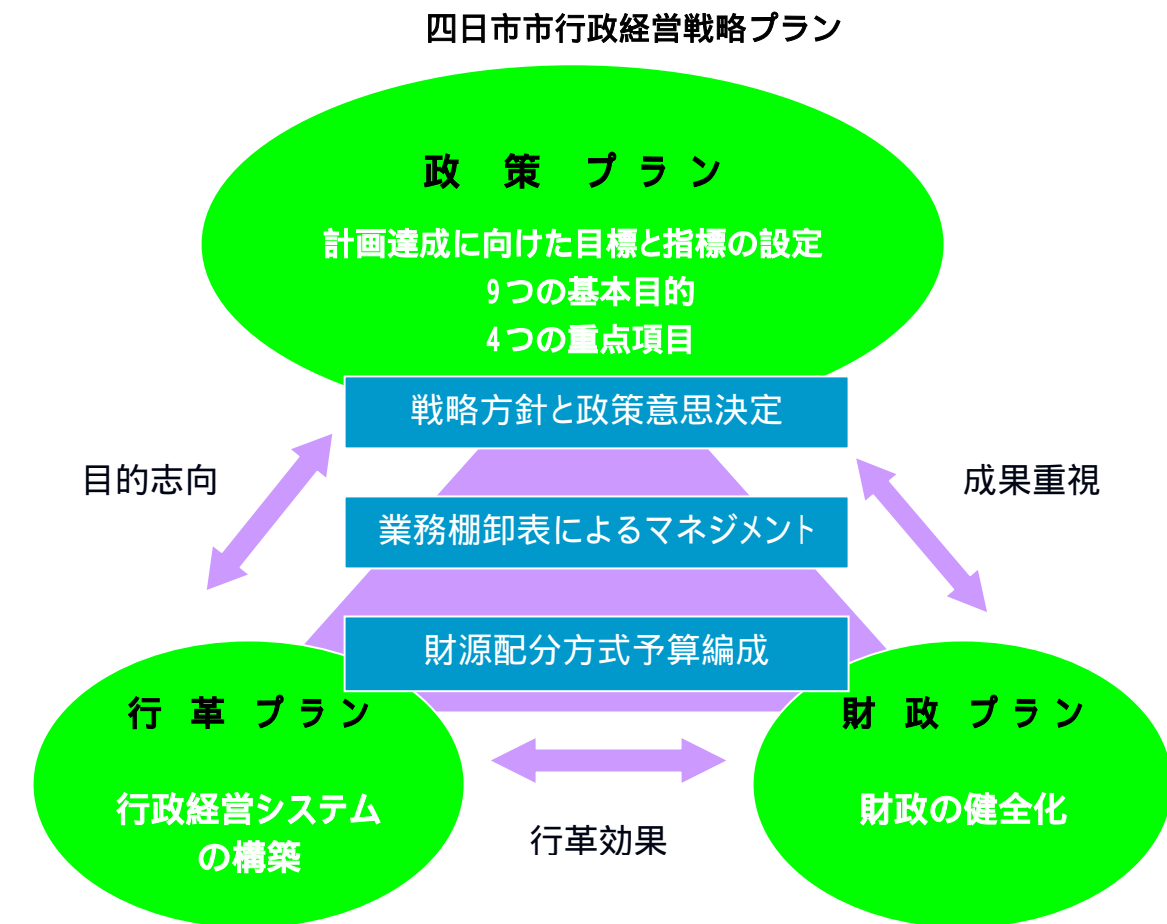 四日市市行政経営戦略プラン
政 策 プラン
計画達成に向けた目標と指標の設定
9つの基本目的
4つの重点項目
戦略方針と政策意思決定
目的志向
成果重視
業務棚卸表によるマネジメント
財源配分方式予算編成
行 革 プラン
財 政 プラン
行政経営システム
の構築
財政の健全化
行革効果